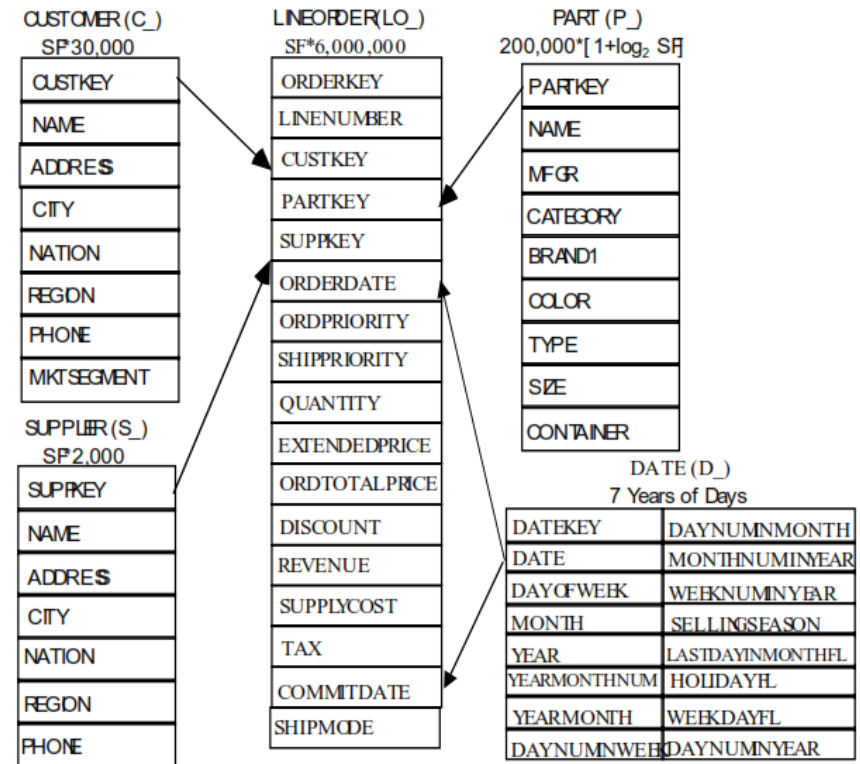 CUSTOMER (C_)
SF*30,000
CUSTKEY
NAME
ADDRESS
CITY
NATION
REGION
PHONE
MKTSEGMENT
SUPPLIER (S_)
SF*2,000
SUPPKEY
NAME
ADDRESS
CITY
NATION
REGION
PHONE
LINEORDER(LO_)
SF*6,000,000
ORDERKEY
LINENUMBER
CUSTKEY
PARTKEY
SUPPKEY
ORDERDATE
ORDPRIORITY
SHIPPRIORITY
QUANTITY
EXTENDEDPRICE
ORDTOTALPRICE
DISCOUNT
REVENUE
SUPPLYCOST
TAX
COMMITDATE
SHIPMODE
PART (P_)
200,000*[1+log₂ SF]
PARTKEY
NAME
MFGR
CATEGORY
BRAND1
COLOR
TYPE
SIZE
CONTAINER
DATE (D_)
7 Years of Days
DATEKEY DAYNUMINMONTH
DATE MONTHNUMINYEAR
DAYOFWEEK WEEKNUMINYEAR
MONTH SELLINGSEASON
YEAR LASTDAYINMONTHFL
YEARMONTHNUM HOLIDAYFL
YEARMONTH WEEKDAYFL
DAYNUMINWEEK DAYNUMINYEAR